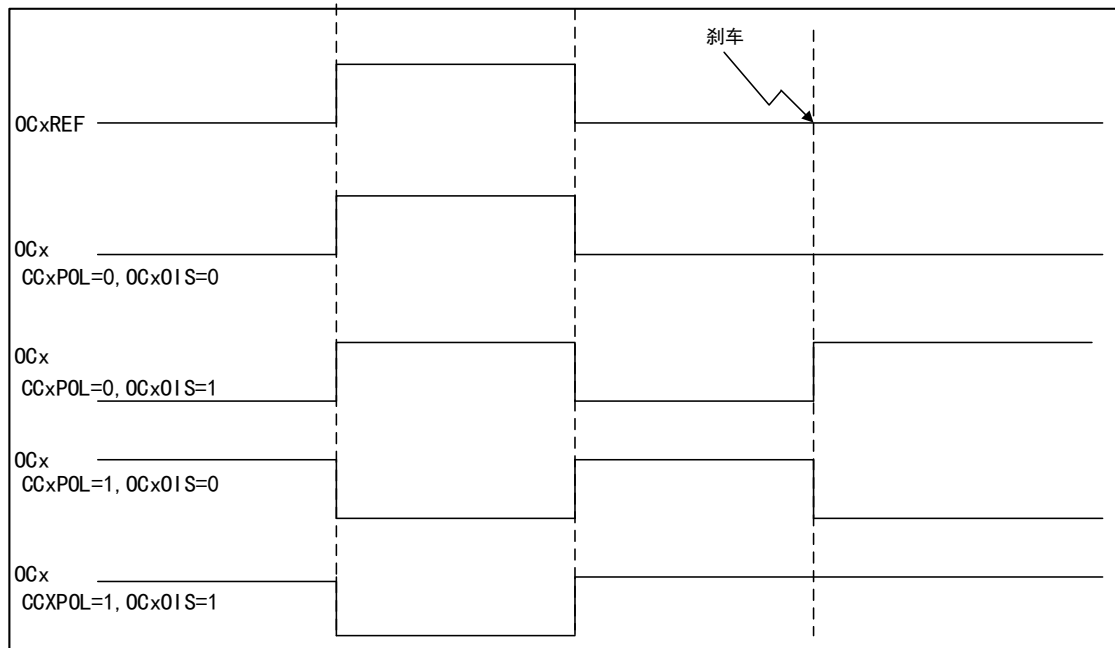 刹车
OCxREF
OCx
CCxPOL=0,OCxOIS=0
OCx
CCxPOL=0,OCxOIS=1
OCx
CCxPOL=1,OCxOIS=0
OCx
CCXPOL=1,OCxOIS=1